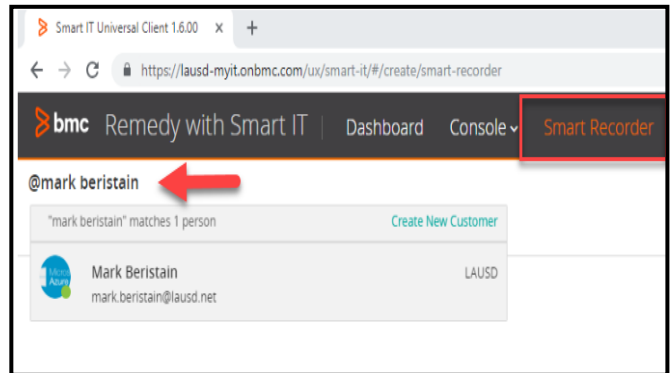 Smart IT Universal Client 1.6.00 x +
https://lausd-myit.onbmc.com/ux/smart-it/#/create/smart-recorder
bmc Remedy with Smart IT | Dashboard Console Smart Recorder
@mark beristain
"mark beristain" matches 1 person Create New Customer
Mark Beristain LAUSD
mark.beristain@lausd.net